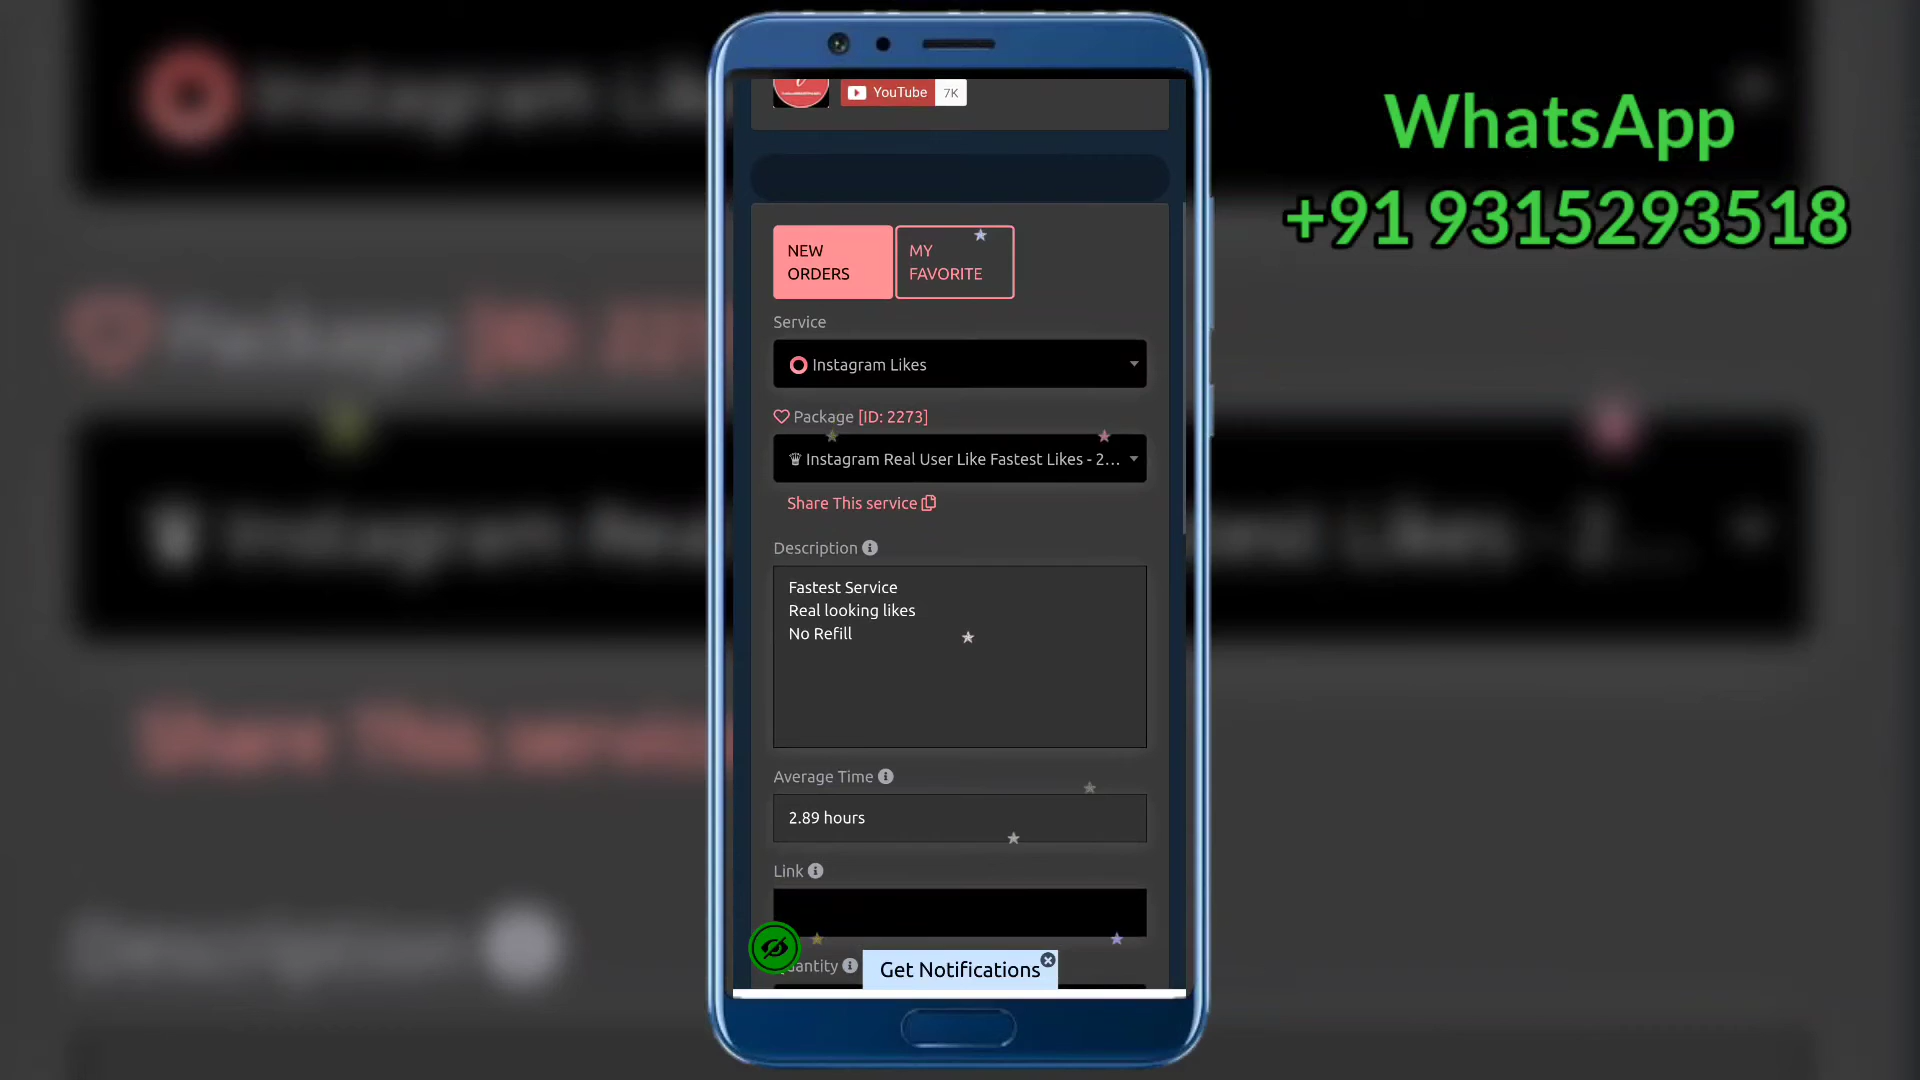 YouTube 7K
WhatsApp
+91 9315293518
NEW
ORDERS
MY
FAVORITE
Service
Instagram Likes
Package [ID: 2273]
♛ Instagram Real User Like Fastest Likes - 2...
Share This service
Description
Fastest Service
Real looking likes
No Refill
Average Time
2.89 hours
Link
Quantity
Get Notifications